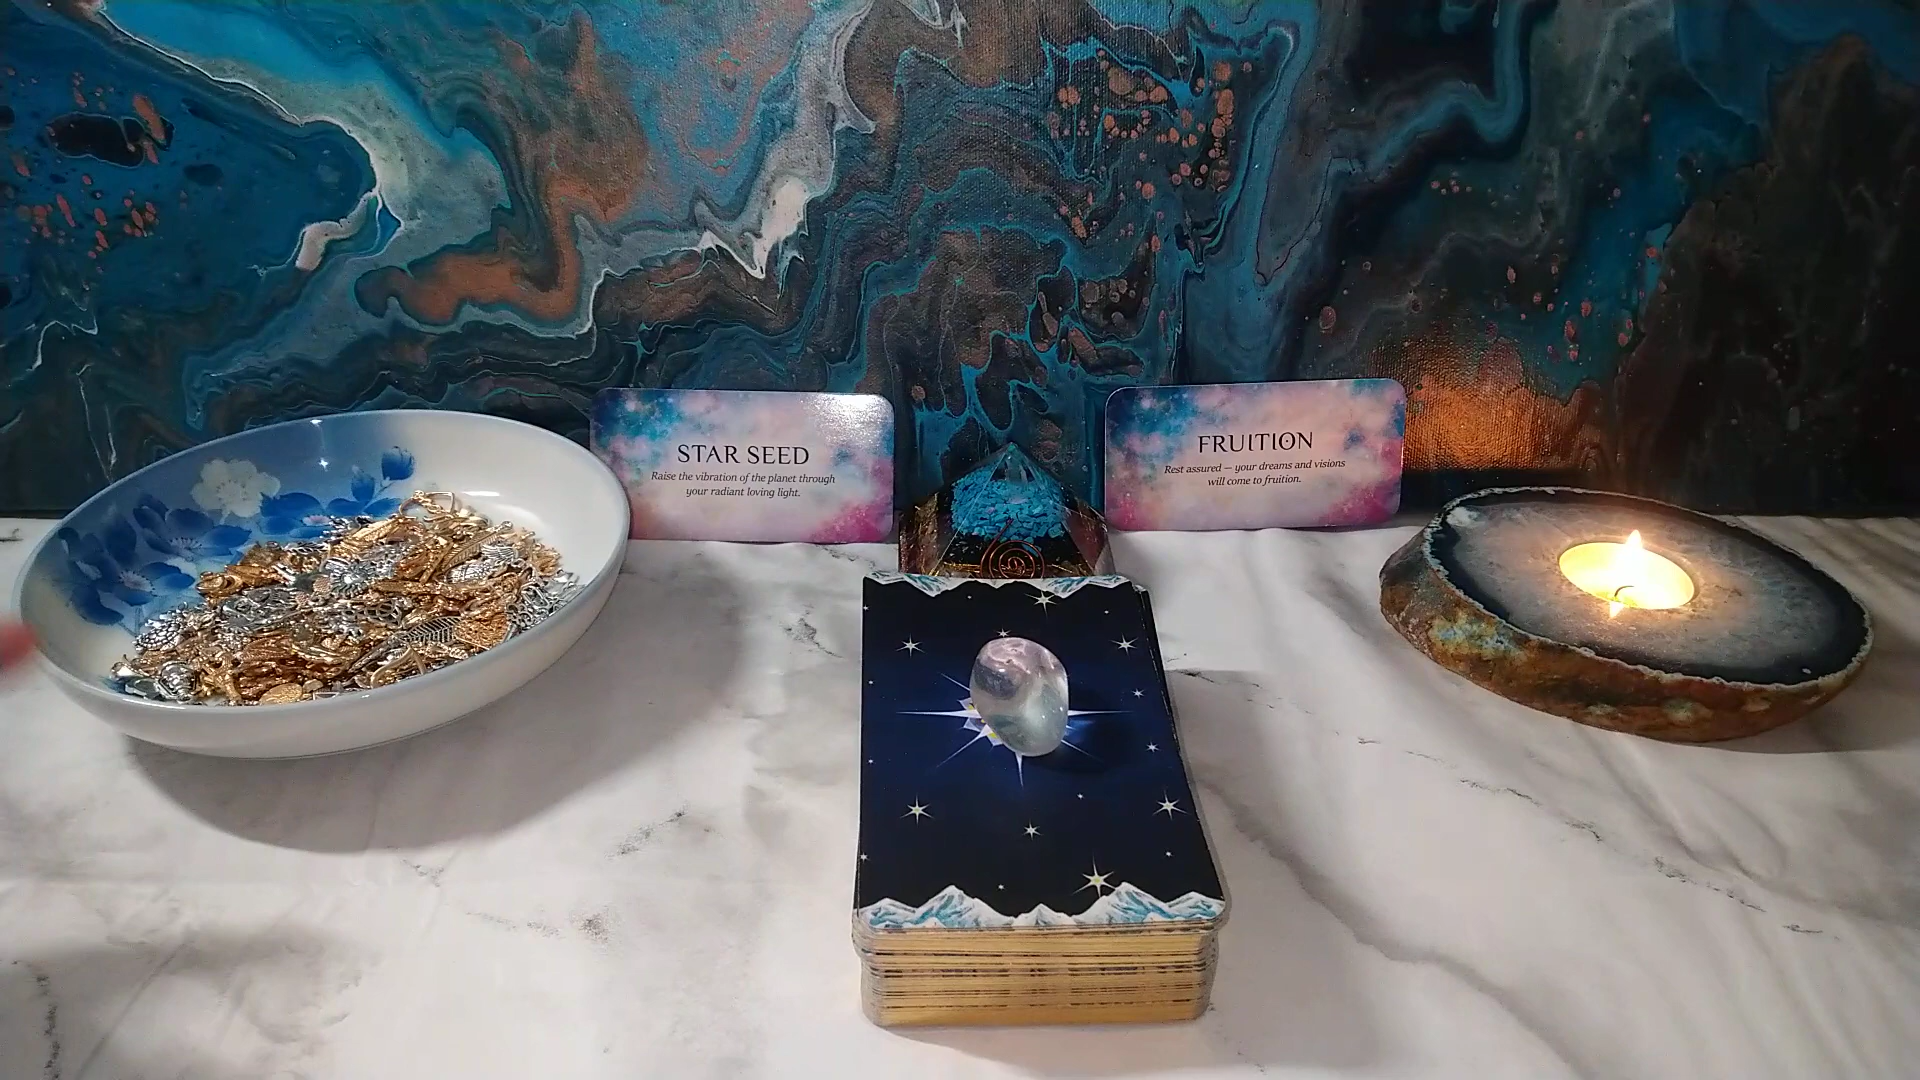 STAR SEED
Raise the vibration of the planet through
your radiant loving light.
FRUITION
Rest assured — your dreams and visions
will come to fruition.